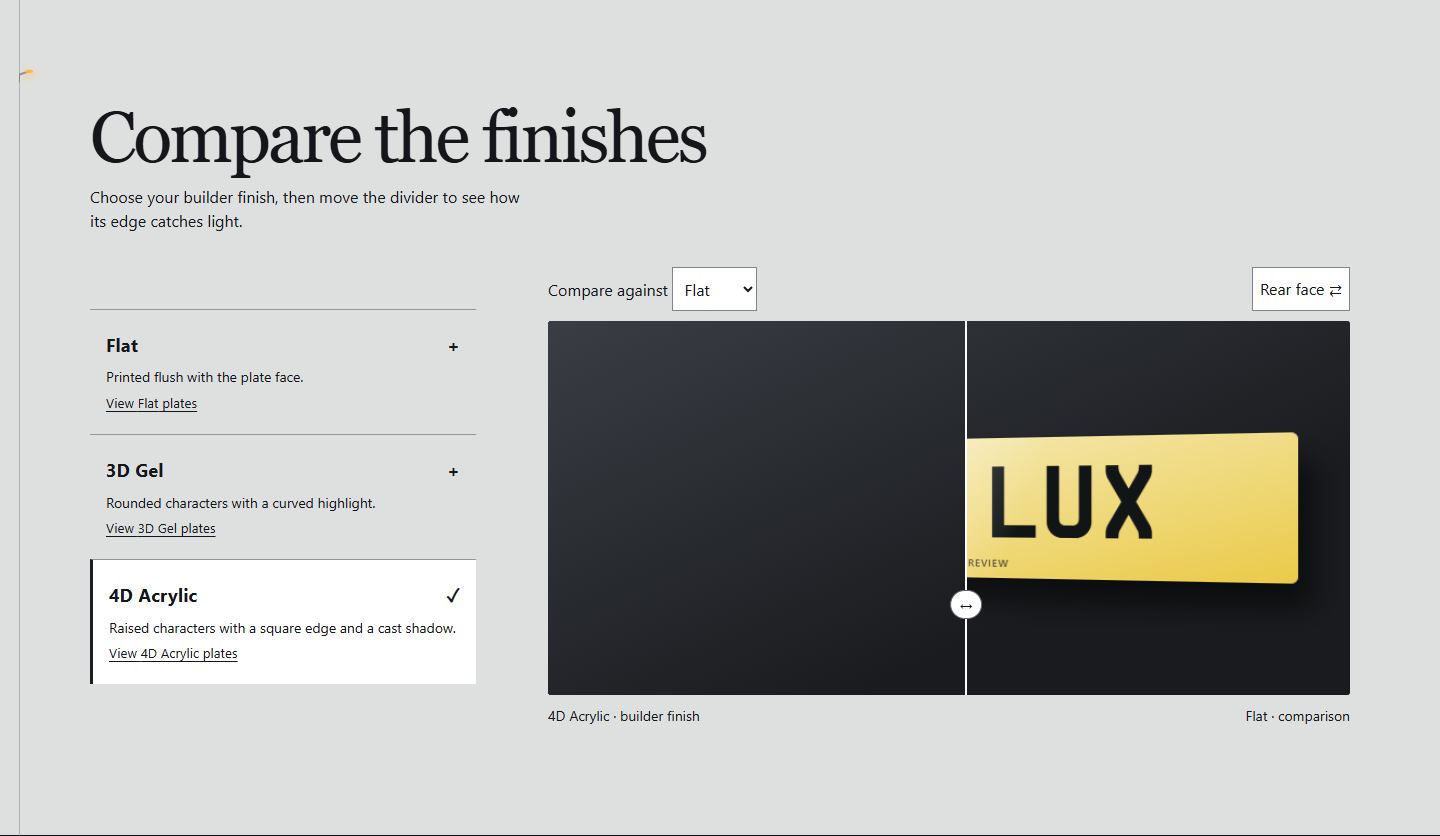 Compare the finishes
Choose your builder finish, then move the divider to see how
its edge catches light.
Compare against Flat
Rear face ⇄
Flat +
Printed flush with the plate face.
View Flat plates
3D Gel +
Rounded characters with a curved highlight.
View 3D Gel plates
4D Acrylic ✓
Raised characters with a square edge and a cast shadow.
View 4D Acrylic plates
LUX
REVIEW
↔
4D Acrylic · builder finish
Flat · comparison